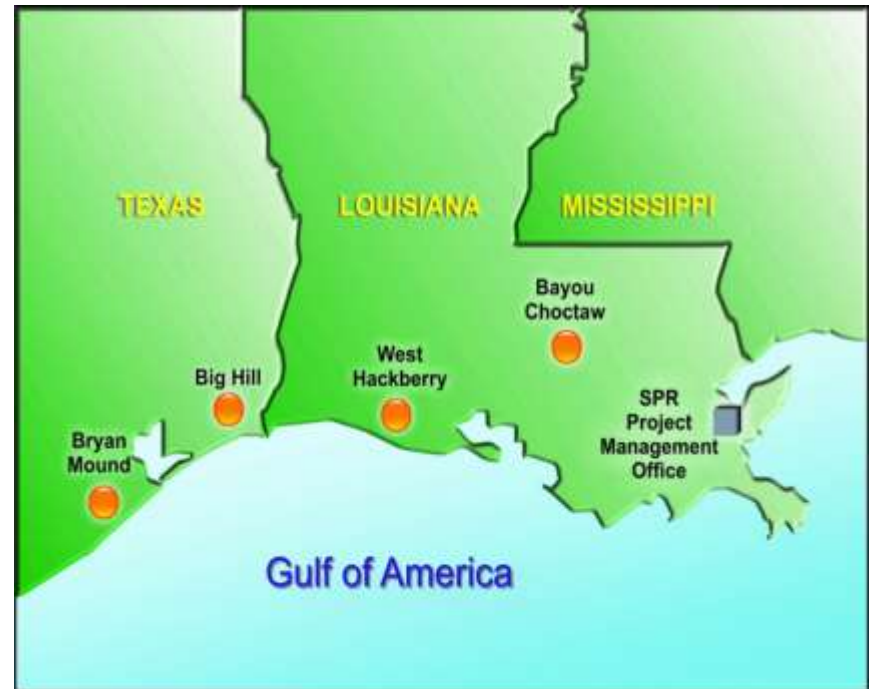 TEXAS
LOUISIANA
MISSISSIPPI
Bayou
Choctaw
West
Hackberry
Big Hill
SPR
Project
Management
Office
Bryan
Mound
Gulf of America